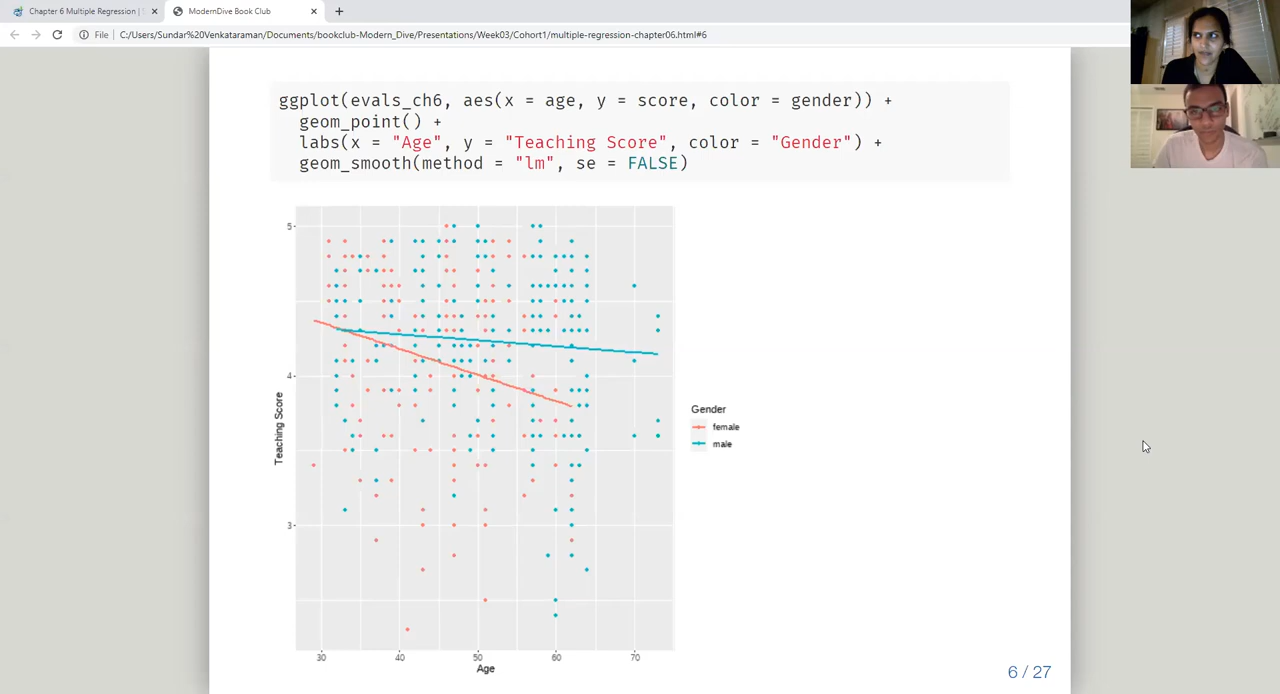 Chapter 6 Multiple Regression |
ModernDive Book Club
File
C:/Users/Sundar%20Venkataraman/Documents/bookclub-Modern_Dive/Presentations/Week03/Cohort1/multiple-regression-chapter06.html#6
ggplot(evals_ch6, aes(x = age, y = score, color = gender)) +
geom_point() +
labs(x = "Age", y = "Teaching Score", color = "Gender") +
geom_smooth(method = "lm", se = FALSE)
5
4
3
Teaching Score
30 40 50 60 70
Age
Gender
female
male
6 / 27